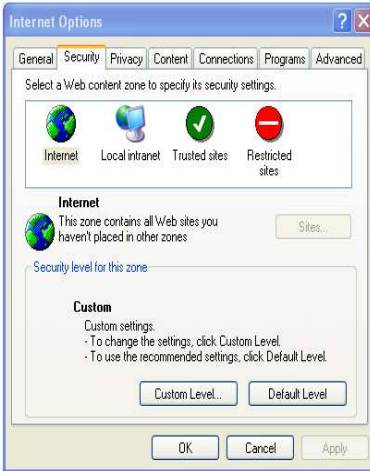 Internet Options
General Security Privacy Content Connections Programs Advanced
Select a Web content zone to specify its security settings.
Internet Local intranet Trusted sites Restricted sites
Internet
This zone contains all Web sites you
haven't placed in other zones
Sites...
Security level for this zone
Custom
Custom settings.
- To change the settings, click Custom Level.
- To use the recommended settings, click Default Level.
Custom Level... Default Level
OK Cancel Apply